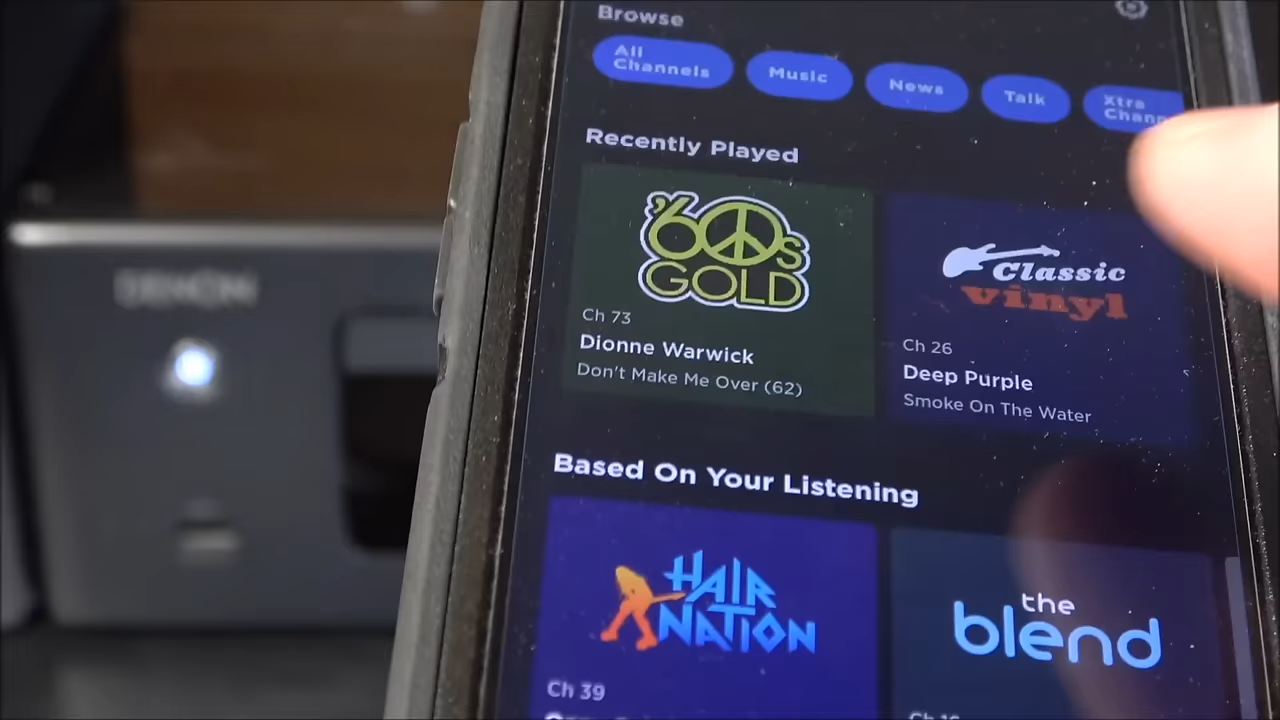 Browse
All
Channels
Music
News
Talk
Xtra
Chann
Recently Played
'60s
GOLD
Ch 73
Dionne Warwick
Don't Make Me Over (62)
Classic
vinyl
Ch 26
Deep Purple
Smoke On The Water
Based On Your Listening
HAIR
NATION
Ch 39
the
blend
DENON